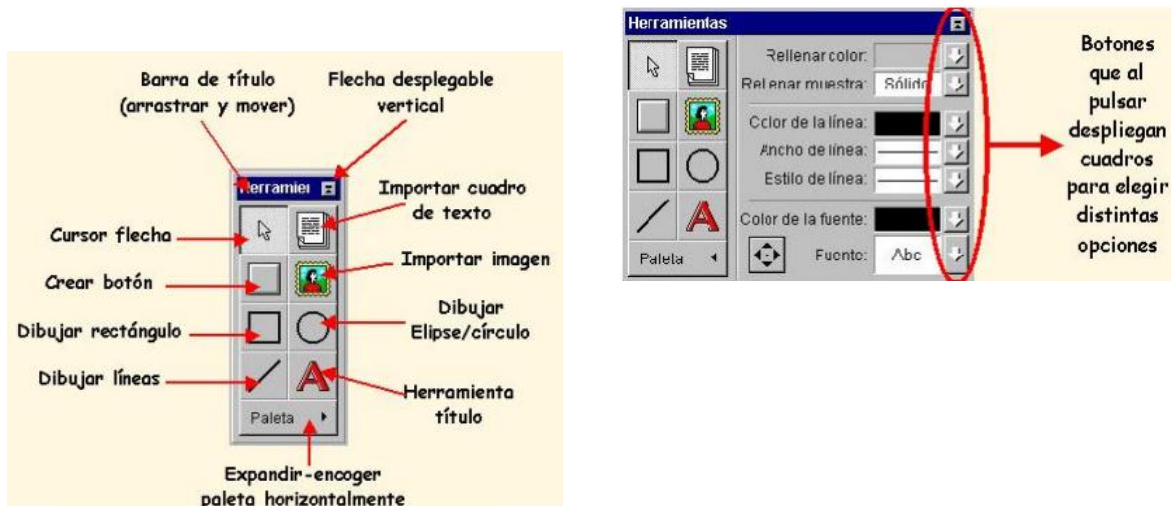 Barra de título
(arrastrar y mover)
Flecha desplegable
vertical
Herramier
Importar cuadro
de texto
Cursor flecha
Importar imagen
Crear botón
Dibujar
Elipse/círculo
Dibujar rectángulo
Dibujar líneas
Herramienta
título
Paleta
Expandir-encoger
paleta horizontalmente
Herramientas
Rellenar color:
Rellenar muestra: Sólido
Color de la línea:
Ancho de línea:
Estilo de línea:
Color de la fuente:
Paleta
Fuente: Abc
Botones
que al
pulsar
despliegan
cuadros
para elegir
distintas
opciones